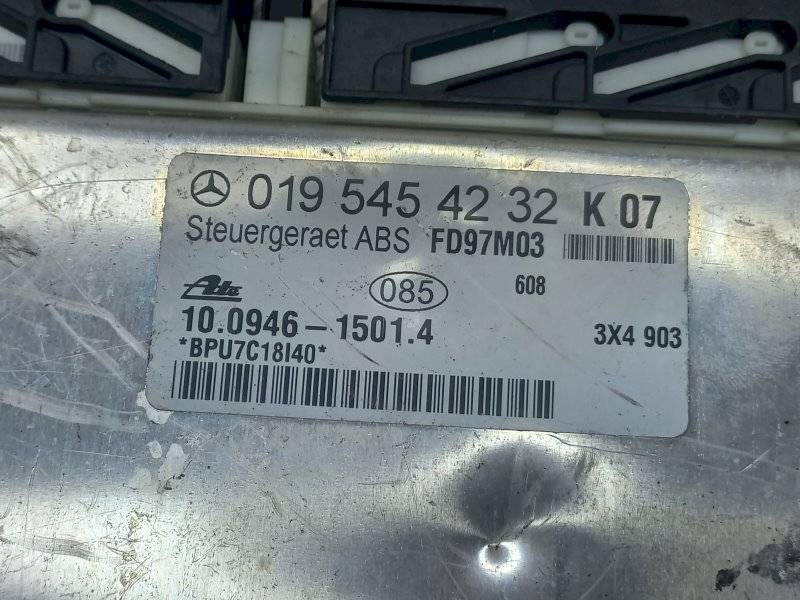 019 545 42 32 K 07
Steuergeraet ABS FD97M03
Ate 085 608
10.0946-1501.4 3X4 903
*BPU7C18I40*